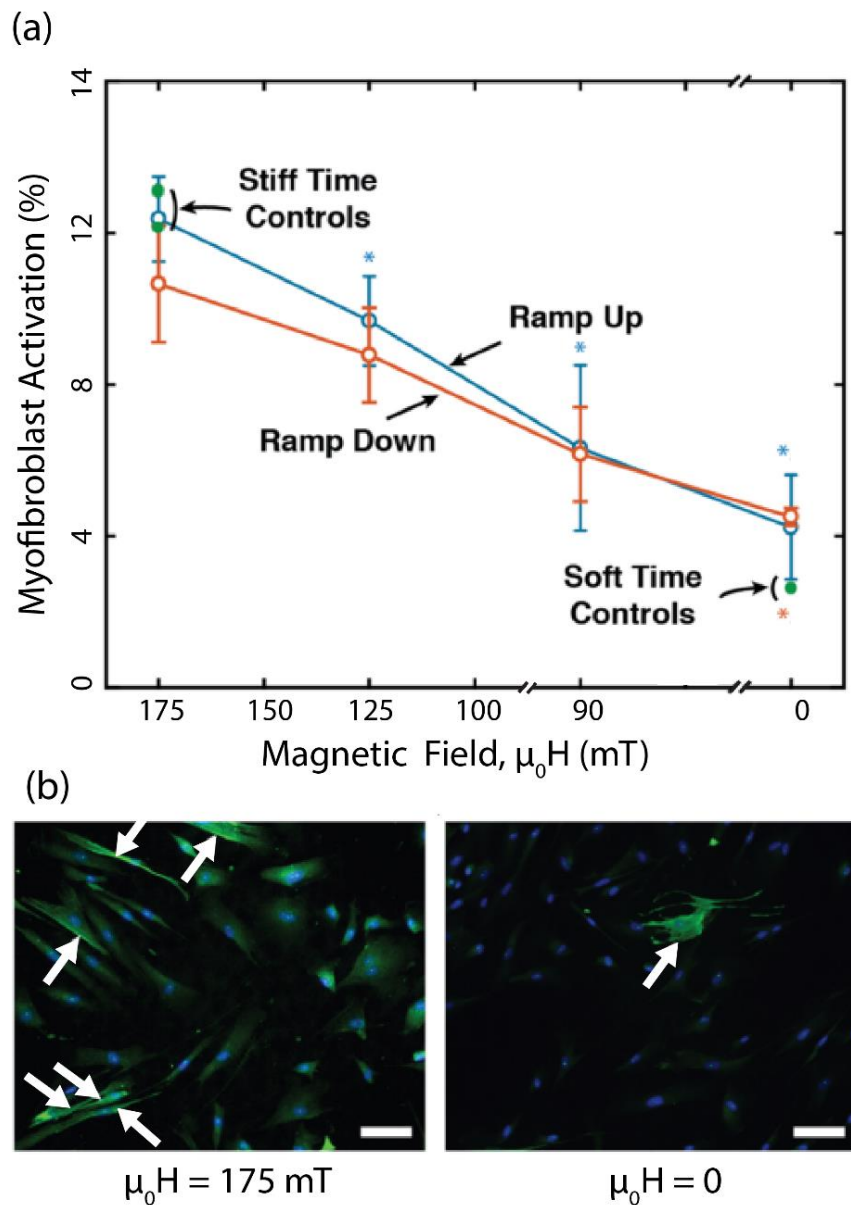 (a)
14
12
8
4
0
Myofibroblast Activation (%)
Stiff Time
Controls
*
Ramp Up
*
Ramp Down
*
Soft Time
Controls
*
175 150 125 100 90 0
Magnetic Field, μ₀H (mT)
(b)
μ₀H = 175 mT
μ₀H = 0